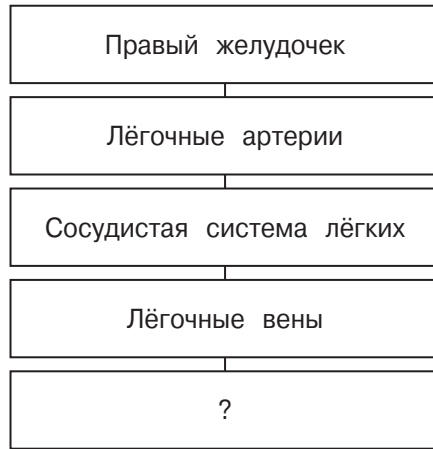 Правый желудочек
Лёгочные артерии
Сосудистая система лёгких
Лёгочные вены
?